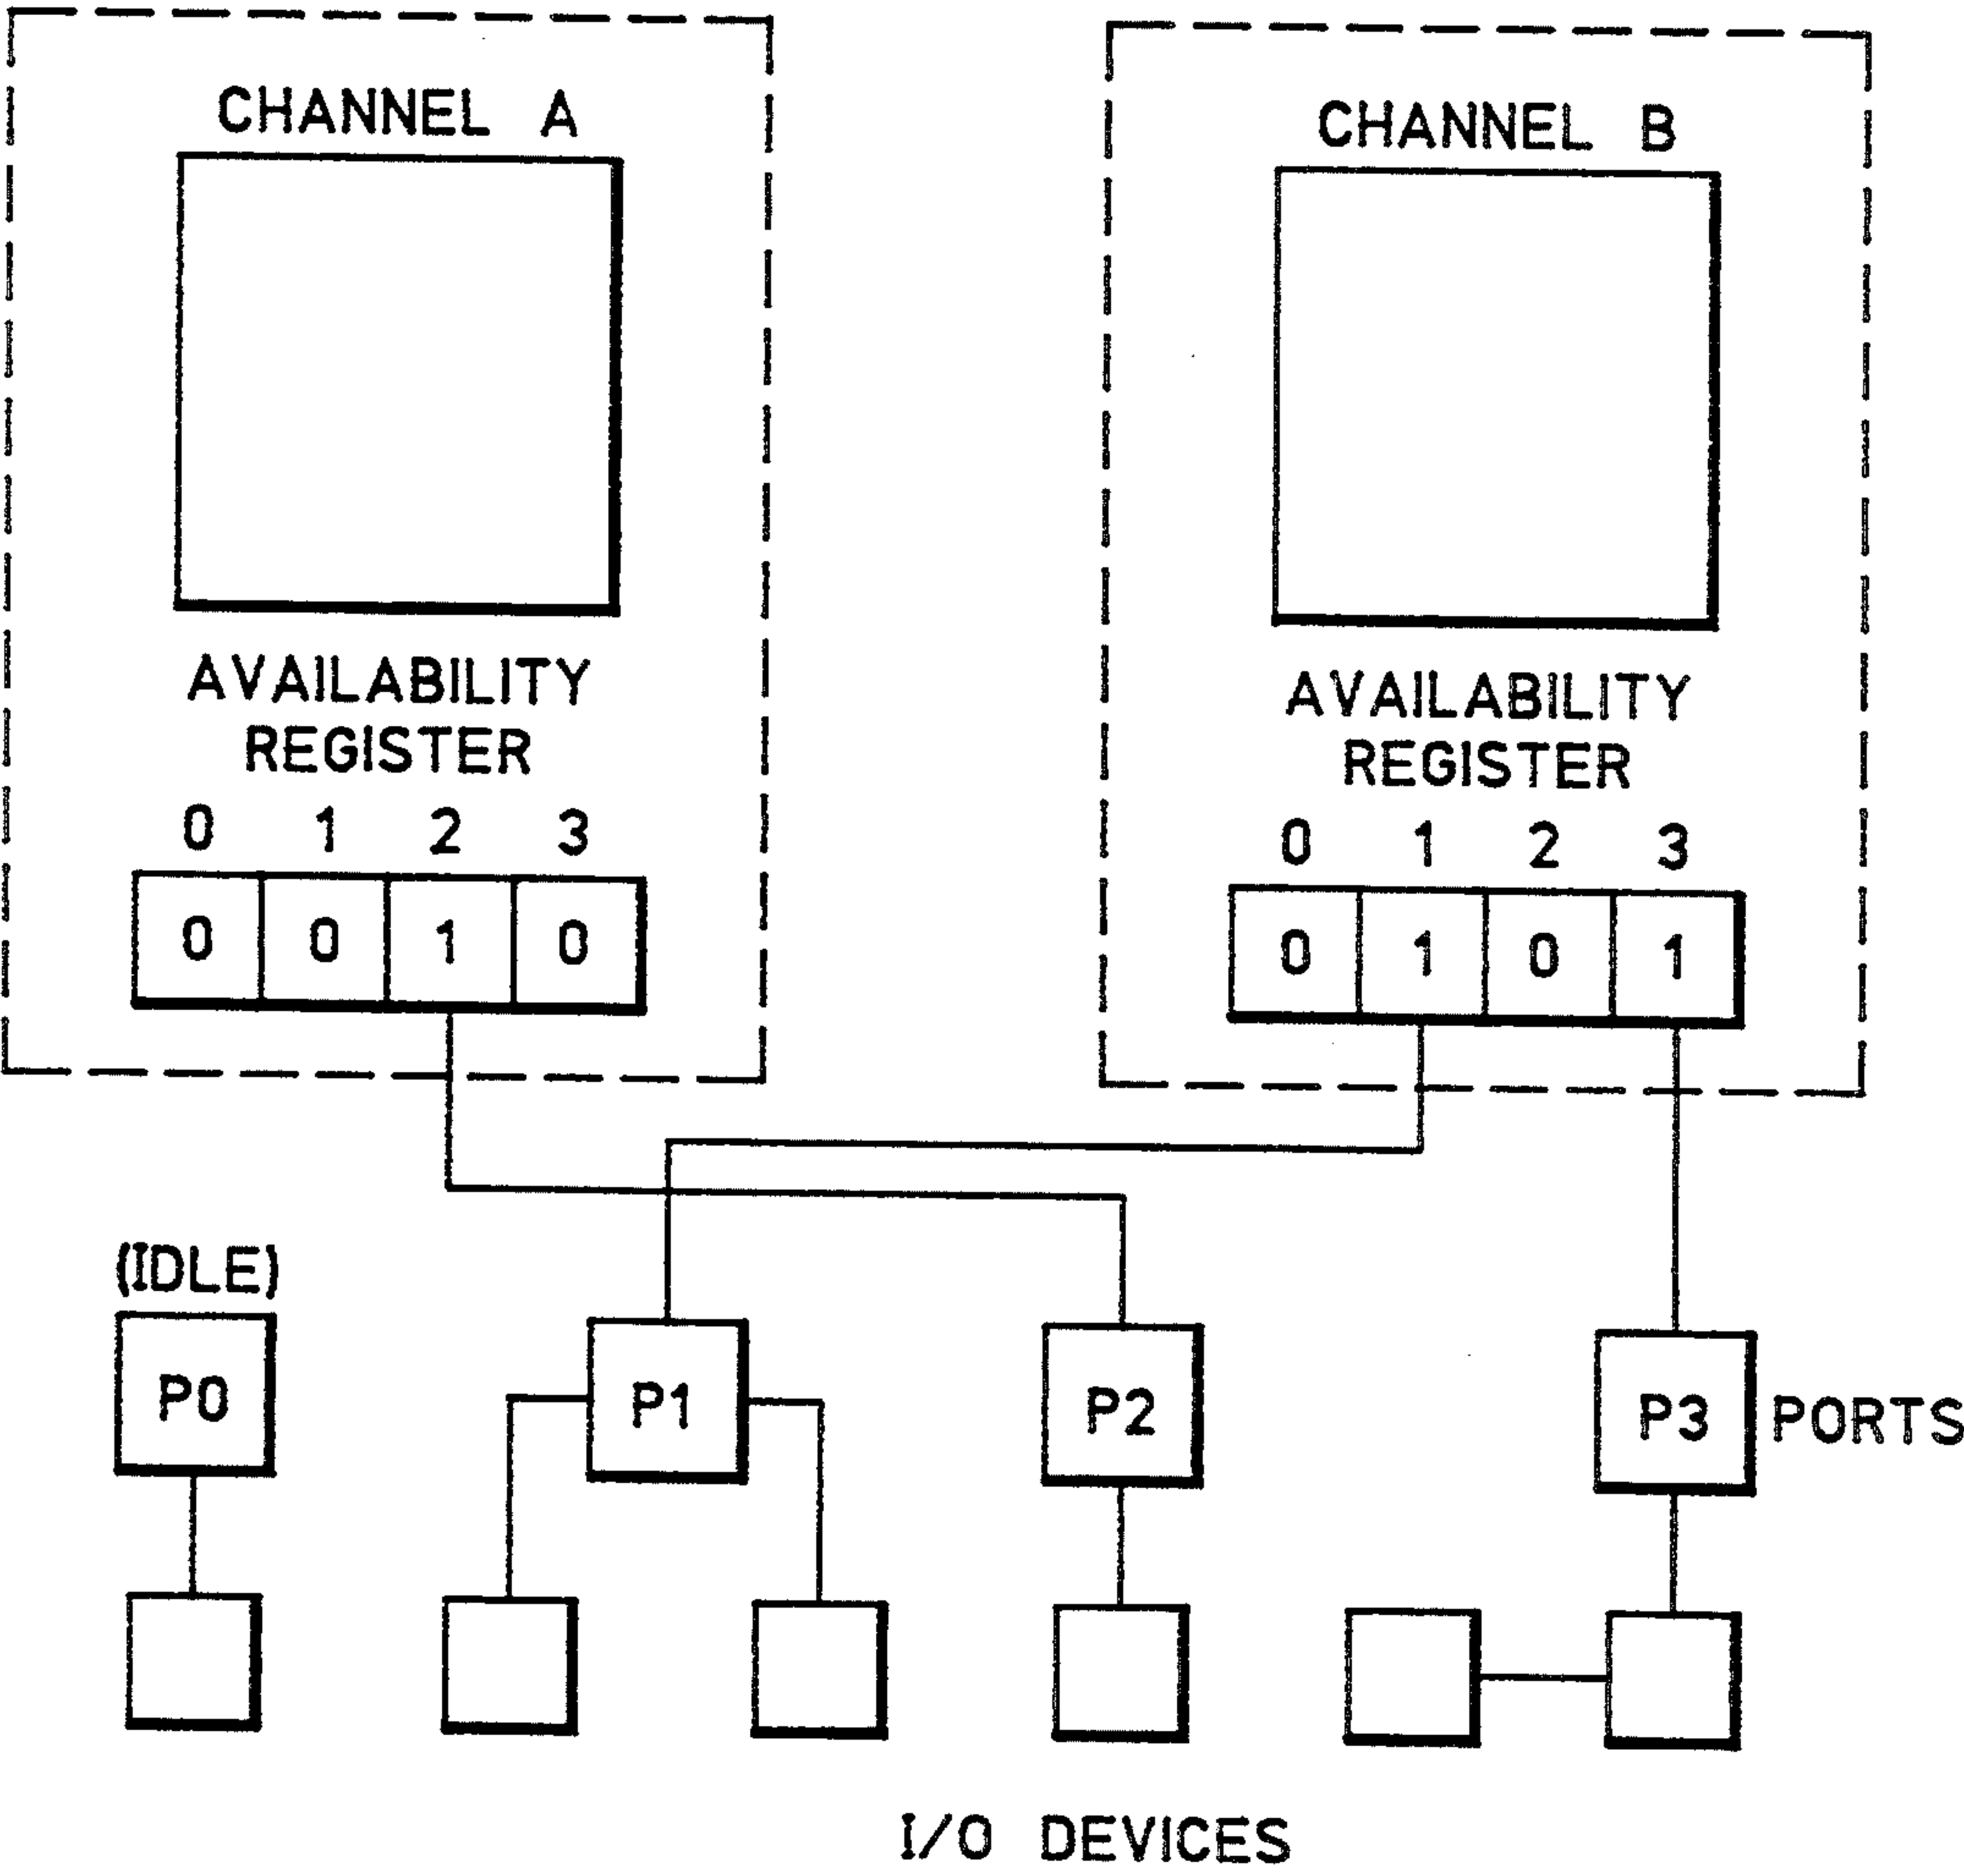 CHANNEL A
AVAILABILITY
REGISTER
0 1 2 3
0 0 1 0
CHANNEL B
AVAILABILITY
REGISTER
0 1 2 3
0 1 0 1
(IDLE)
P0 P1 P2 P3 PORTS
I/O DEVICES